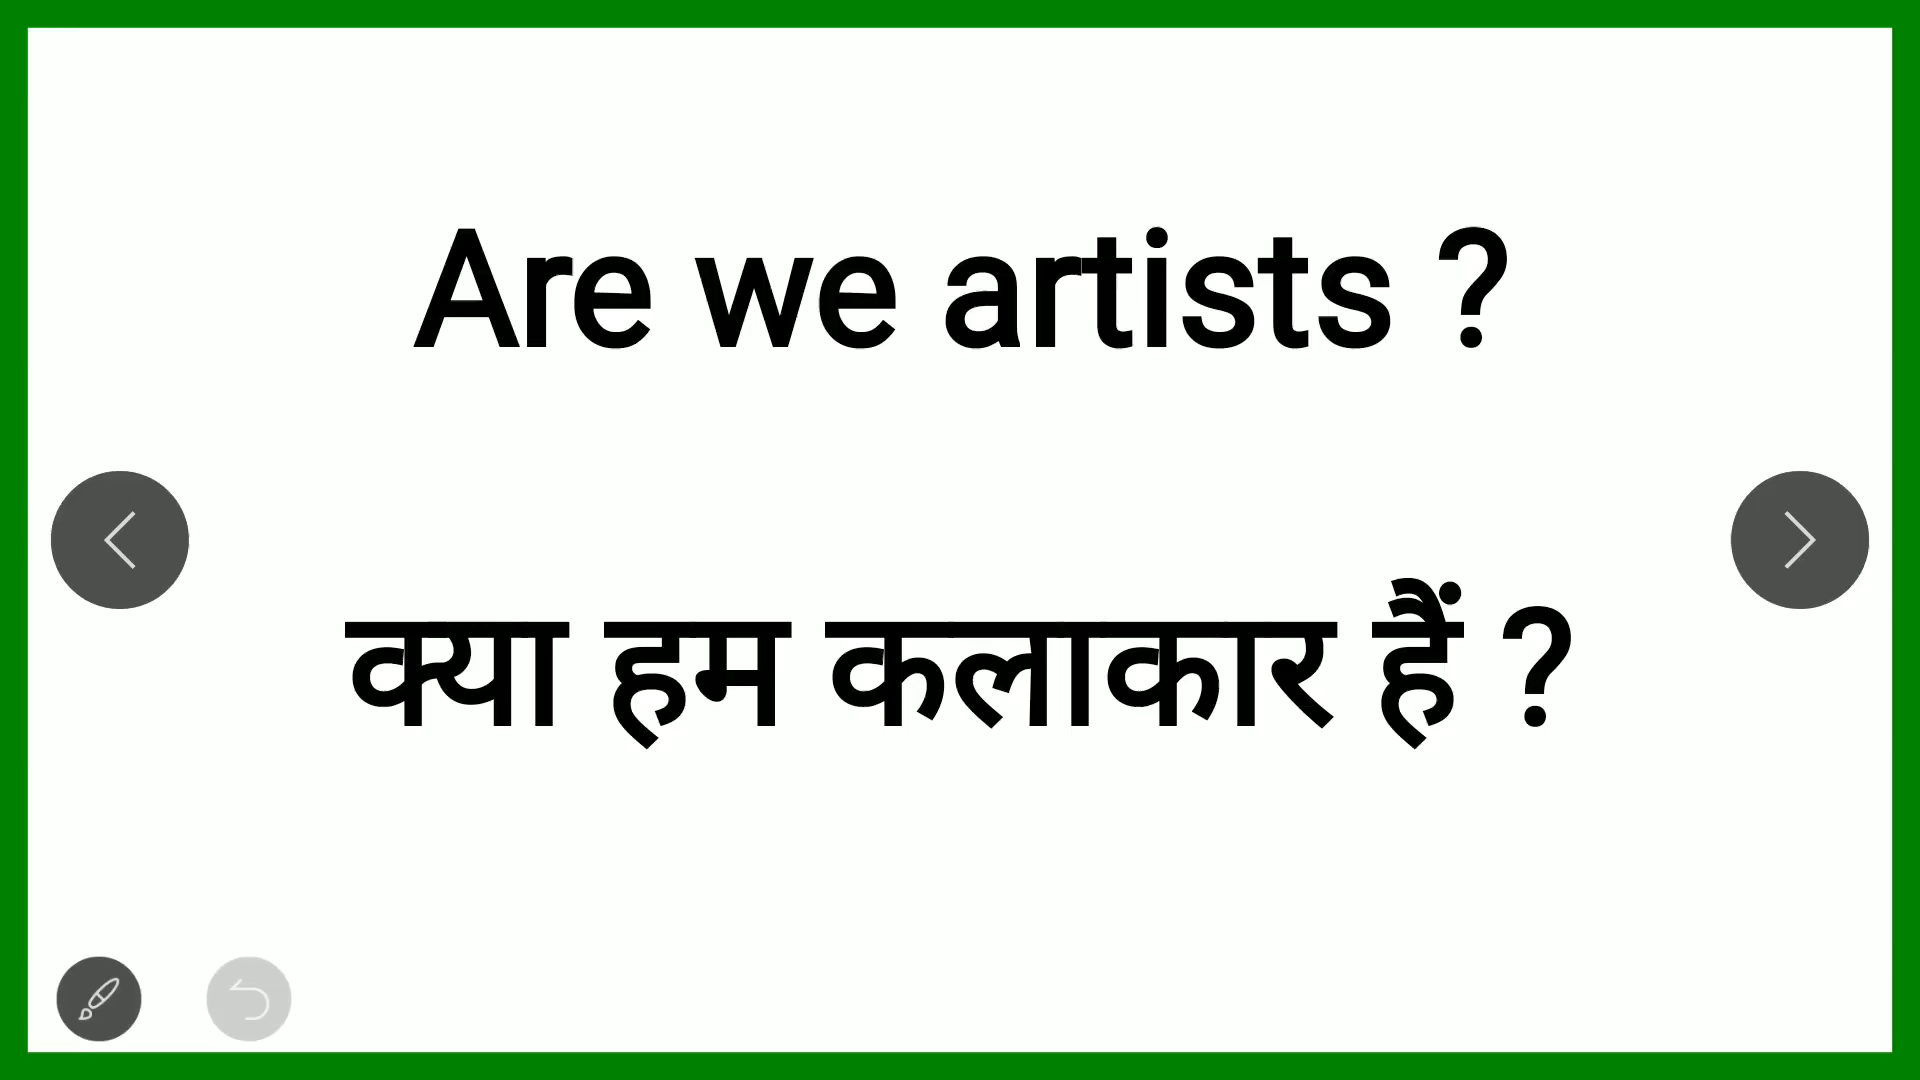 Are we artists ?
क्या हम कलाकार हैं ?